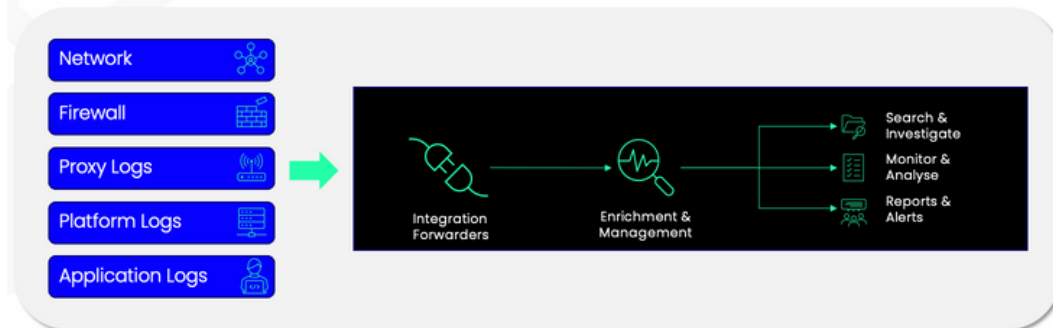 Network
Firewall
Proxy Logs
Platform Logs
Application Logs
Integration
Forwarders
Enrichment &
Management
Search &
Investigate
Monitor &
Analyse
Reports &
Alerts